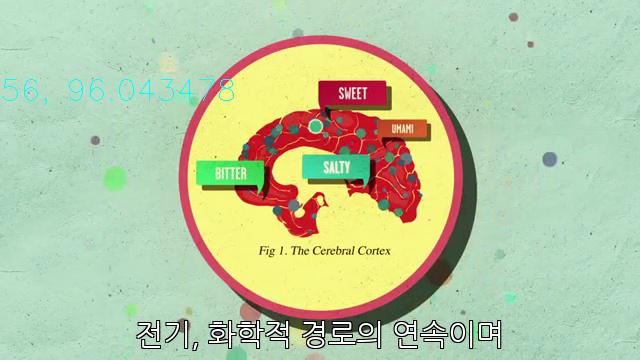 56, 96.043478
SWEET
UMAMI
BITTER
SALTY
Fig 1. The Cerebral Cortex
전기, 화학적 경로의 연속이며